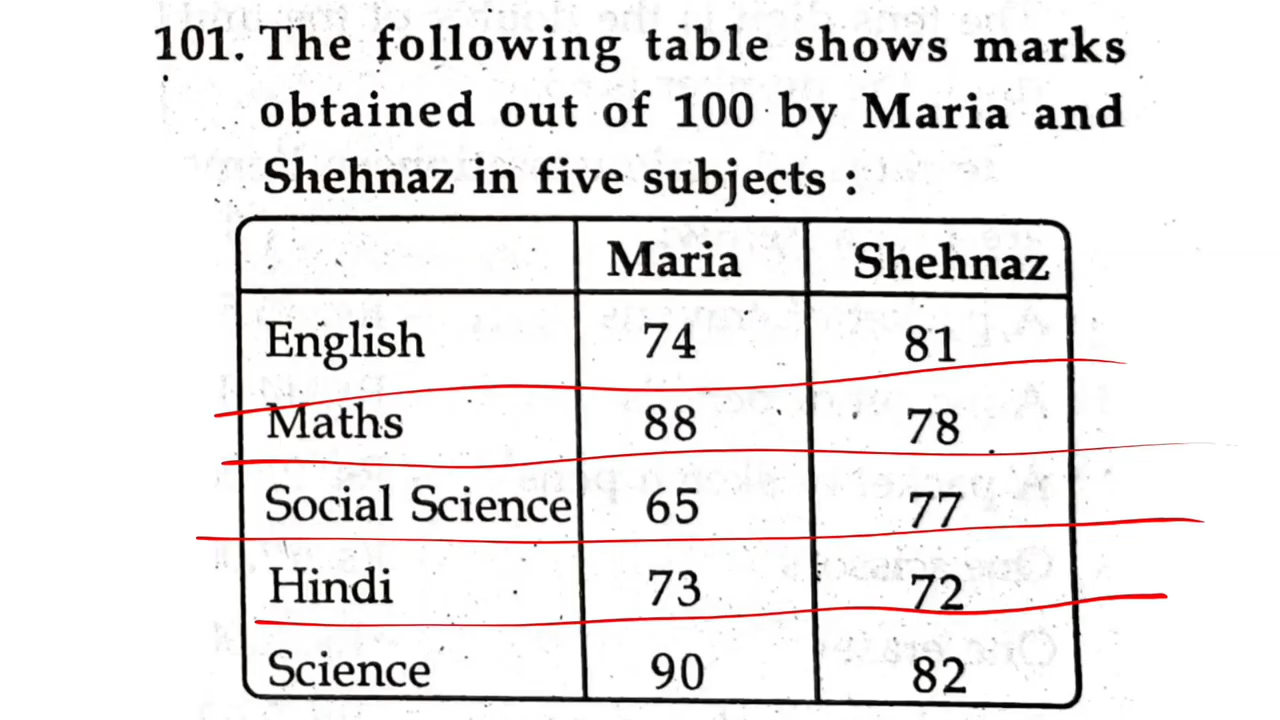 101. The following table shows marks
obtained out of 100 by Maria and
Shehnaz in five subjects :
Maria Shehnaz
English 74 81
Maths 88 78
Social Science 65 77
Hindi 73 72
Science 90 82